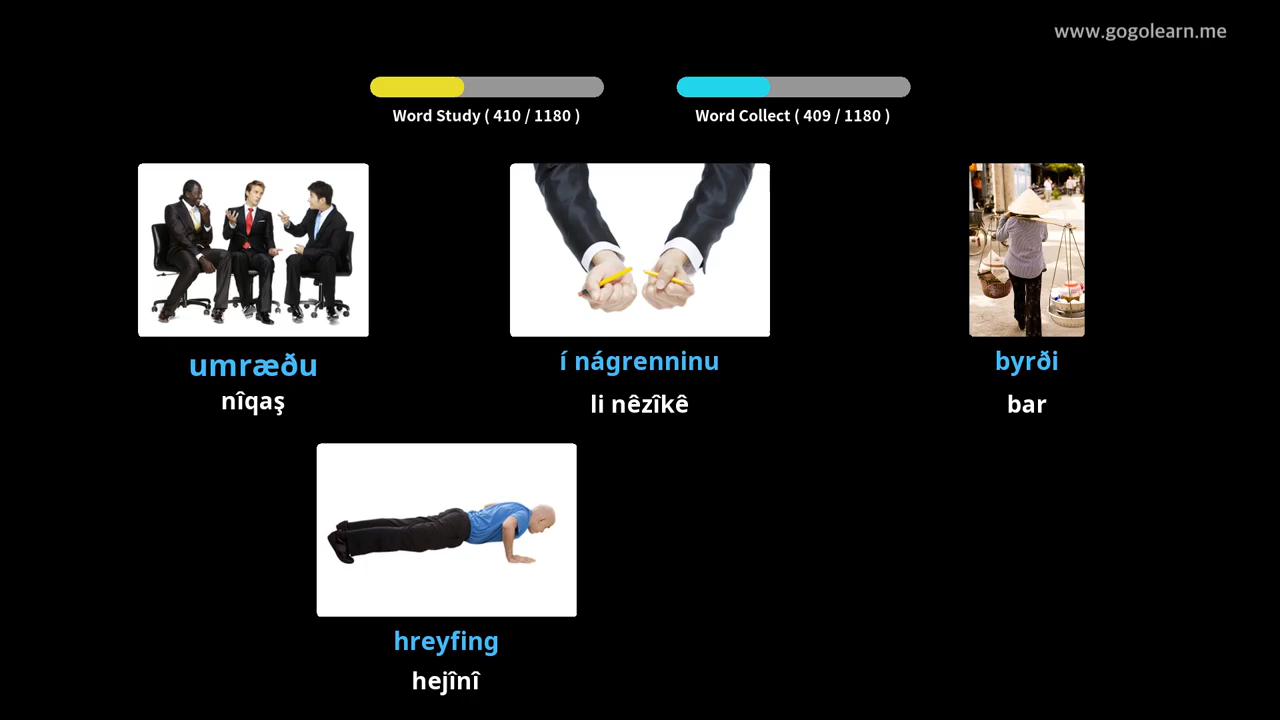 www.gogolearn.me
Word Study ( 410 / 1180 )
Word Collect ( 409 / 1180 )
umræðu
nîqaş
í nágrenninu
li nêzîkê
byrði
bar
hreyfing
hejînî